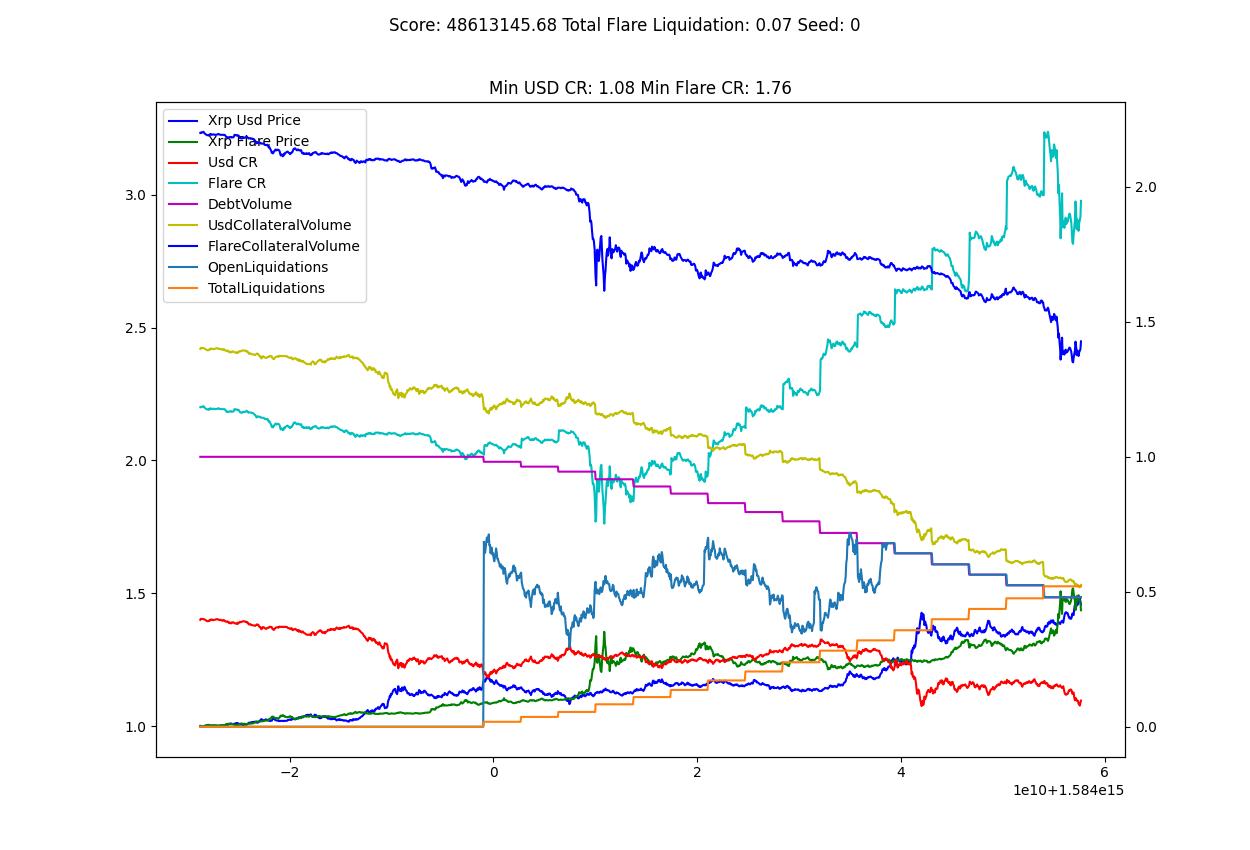 Score: 48613145.68 Total Flare Liquidation: 0.07 Seed: 0
Min USD CR: 1.08 Min Flare CR: 1.76
Xrp Usd Price
Xrp Flare Price
Usd CR
Flare CR
DebtVolume
UsdCollateralVolume
FlareCollateralVolume
OpenLiquidations
TotalLiquidations
3.0
2.5
2.0
1.5
1.0
2.0
1.5
1.0
0.5
0.0
−2
0
2
4
6
1e10+1.584e15